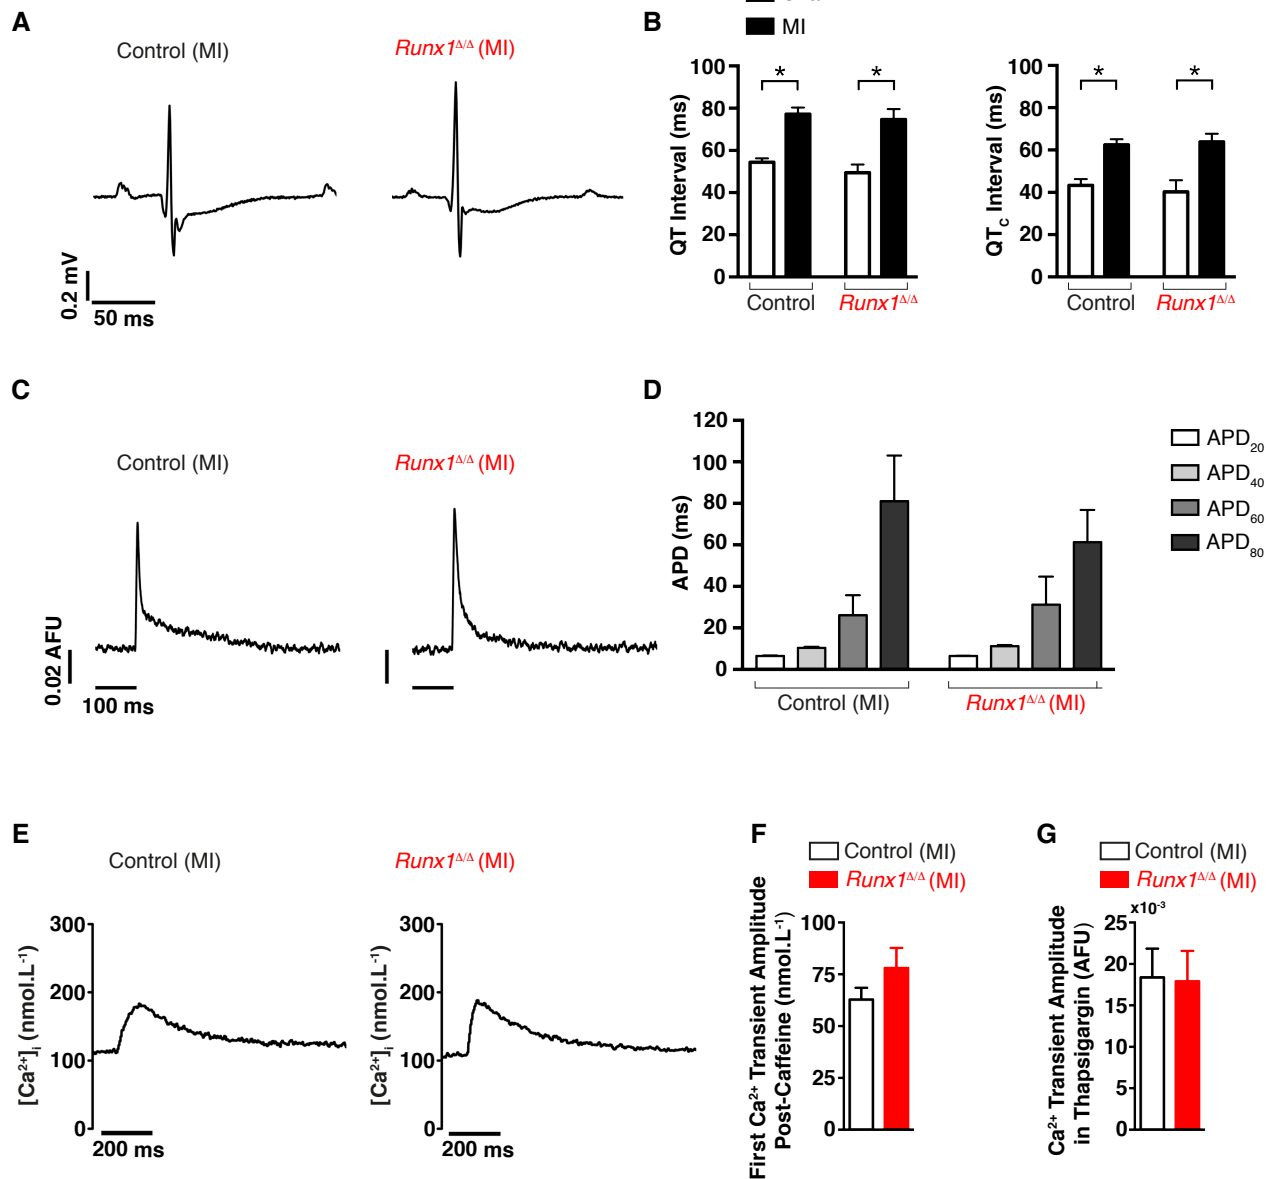 A
Control (MI)
Runx1Δ/Δ (MI)
0.2 mV
50 ms
B
MI
QT Interval (ms)
100
80
60
40
20
0
Control
Runx1Δ/Δ
*
*
QTC Interval (ms)
100
80
60
40
20
0
Control
Runx1Δ/Δ
*
*
C
Control (MI)
Runx1Δ/Δ (MI)
0.02 AFU
100 ms
D
APD (ms)
120
100
80
60
40
20
0
Control (MI)
Runx1Δ/Δ (MI)
APD20
APD40
APD60
APD80
E
Control (MI)
Runx1Δ/Δ (MI)
[Ca2+]i (nmol.L-1)
300
200
100
0
200 ms
[Ca2+]i (nmol.L-1)
300
200
100
0
200 ms
F
Control (MI)
Runx1Δ/Δ (MI)
First Ca2+ Transient Amplitude
Post-Caffeine (nmol.L-1)
100
75
50
25
0
G
Control (MI)
Runx1Δ/Δ (MI)
x10-3
Ca2+ Transient Amplitude
in Thapsigargin (AFU)
25
20
15
10
5
0